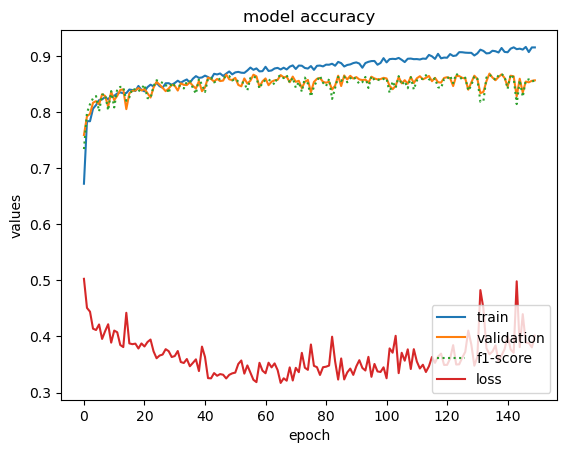 model accuracy
values
0.9
0.8
0.7
0.6
0.5
0.4
0.3
train
validation
f1-score
loss
0 20 40 60 80 100 120 140
epoch